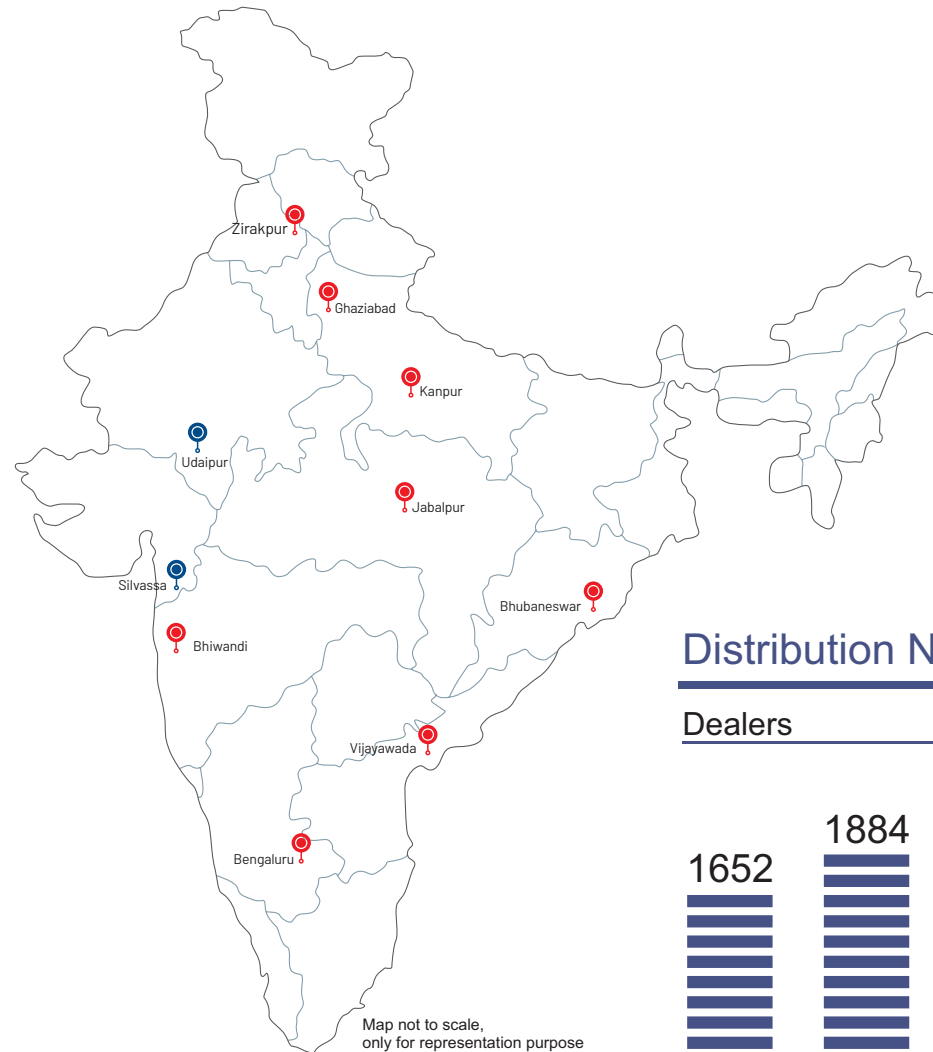 Zirakpur
Ghaziabad
Kanpur
Udaipur
Jabalpur
Silvassa
Bhubaneswar
Bhiwandi
Distribution N
Dealers
Vijayawada
1884
Bengaluru
1652
Map not to scale,
only for representation purpose